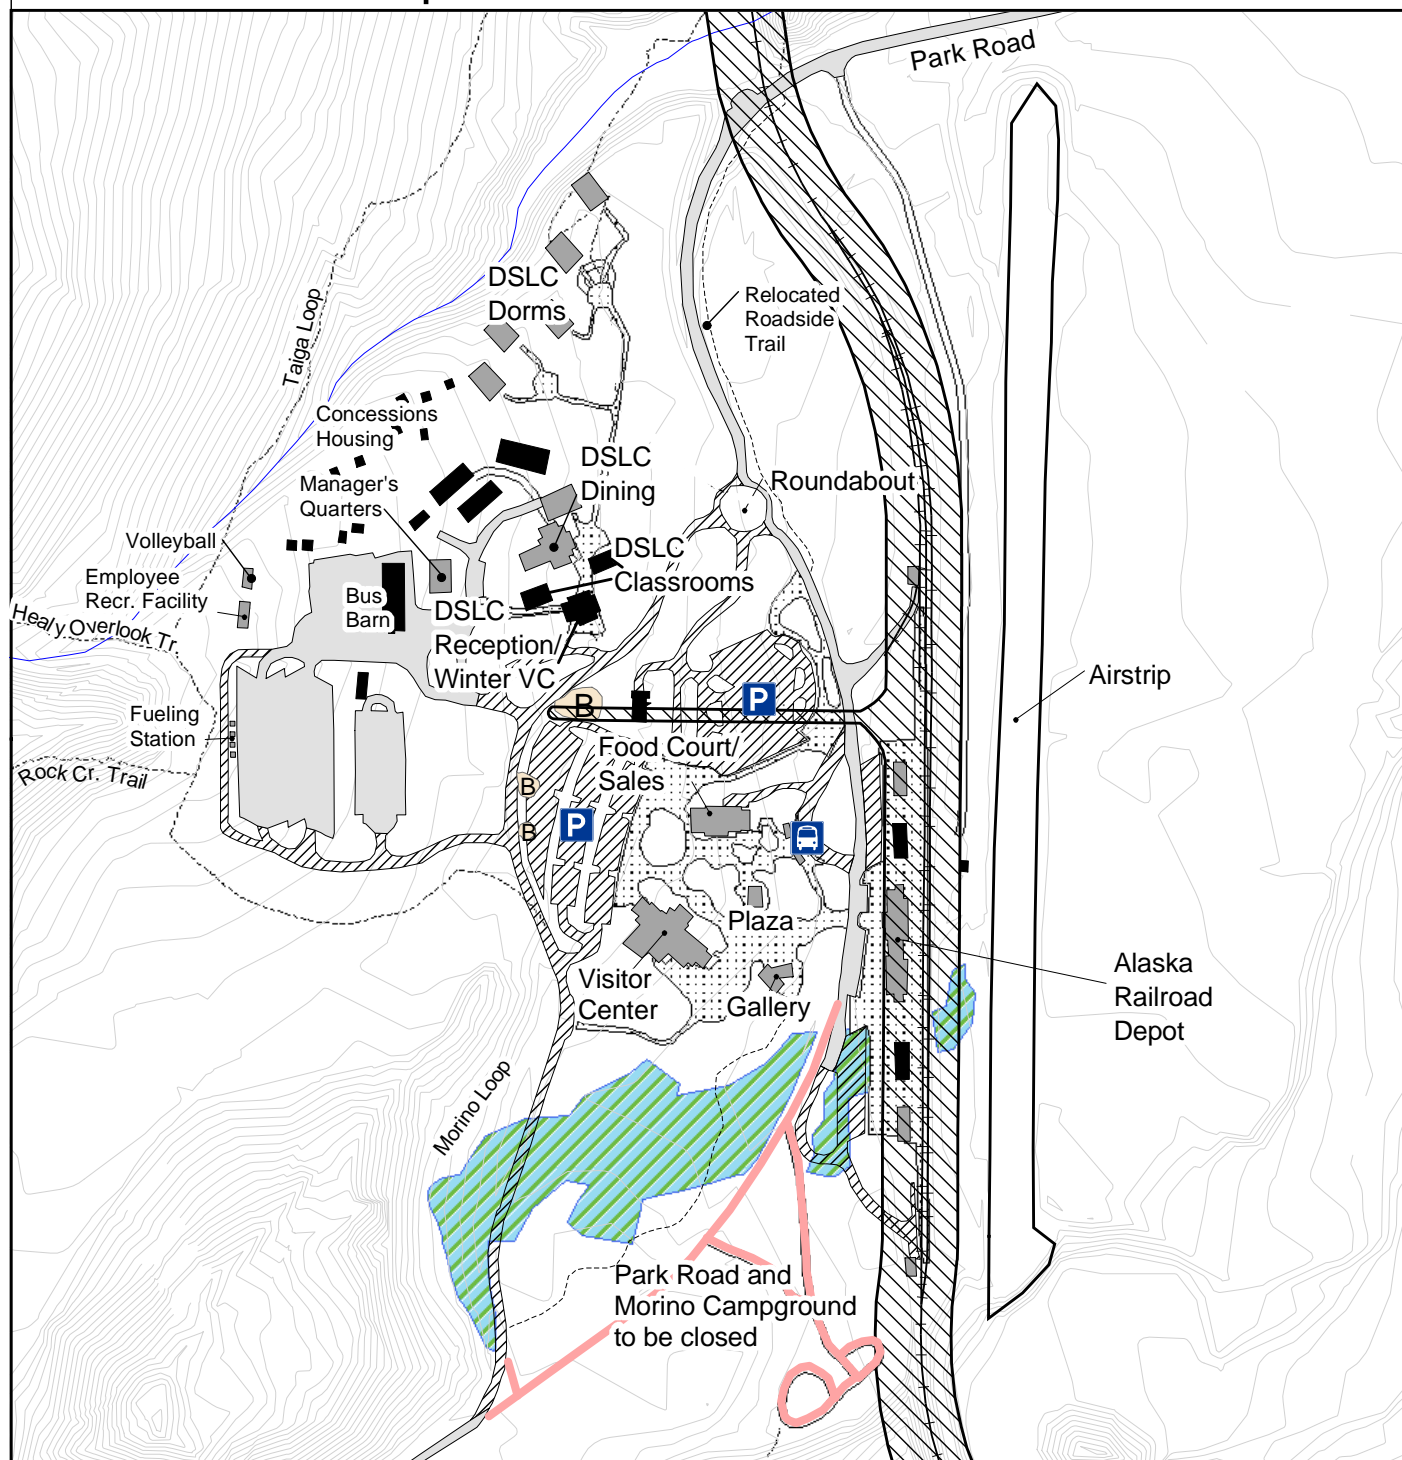 Park Road
Relocated
Roadside
Trail
DSLC
Dorms
Taiga Loop
Concessions
Housing
DSLC
Dining
Roundabout
Manager's
Quarters
Volleyball
DSLC
Classrooms
Employee
Recr. Facility
Bus
Barn
DSLC
Reception/
Winter VC
Healy Overlook Tr.
Airstrip
B
P
Fueling
Station
Food Court/
Sales
Rock Cr. Trail
B
P
B
Plaza
Visitor
Center
Gallery
Alaska
Railroad
Depot
Morino Loop
Park Road and
Morino Campground
to be closed